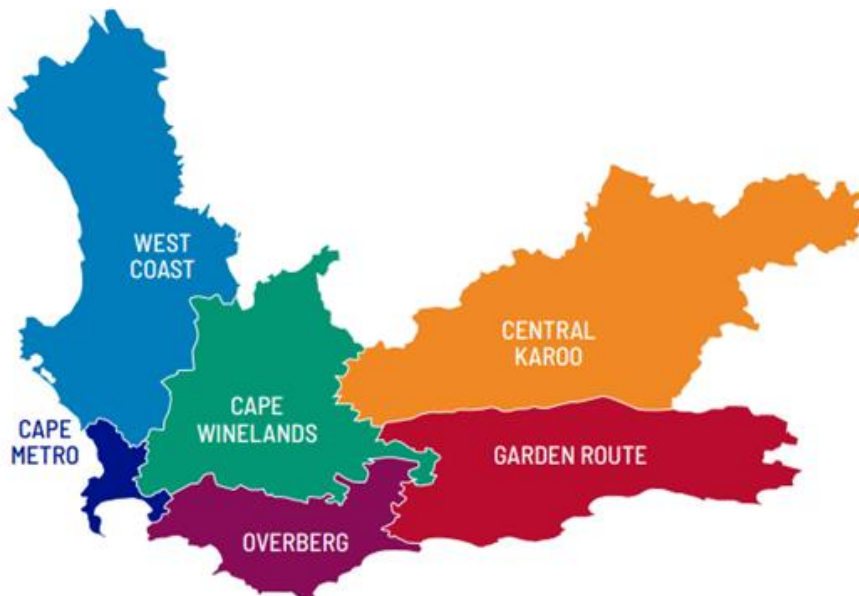 WEST
COAST
CENTRAL
KAROO
CAPE
WINELANDS
CAPE
METRO
GARDEN ROUTE
OVERBERG